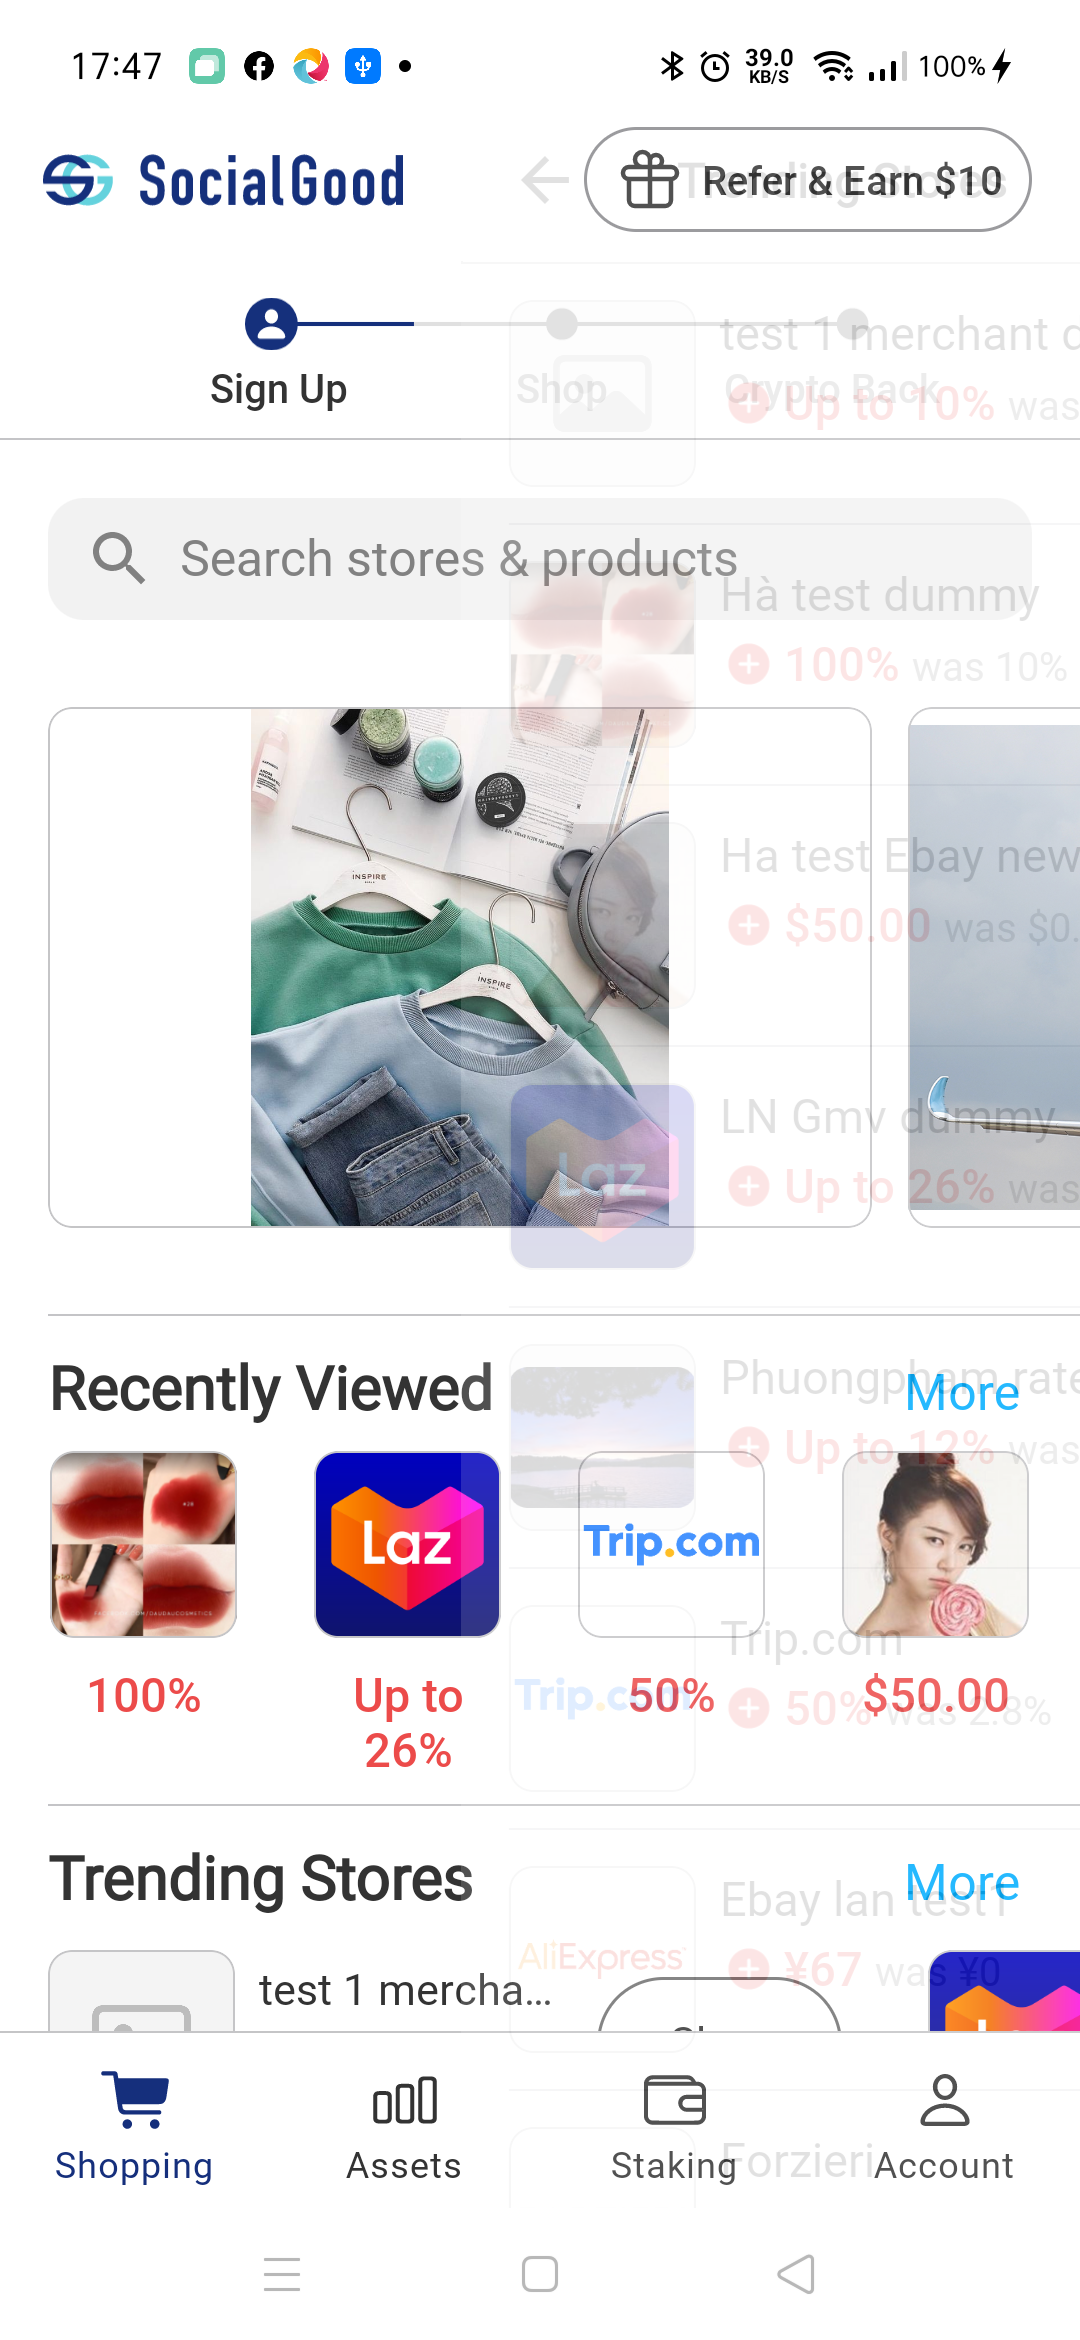 17:47
39.0
KB/S
100%
SocialGood
Refer & Earn $10
Trending Stores
Sign Up
Shop
Crypto Back
test 1 merchant
Up to 10% was
Search stores & products
Hà test dummy
100% was 10%
INSPIRE
INSPIRE
Ha test Ebay new
$50.00 was $0.
LN Gmv dummy
Up to 26% was
Laz
Recently Viewed
More
Phuongpham rate
Up to 12% was
Laz
Trip.com
Trip.com
Trip.com
50% was 2.8%
100%
Up to
26%
50%
$50.00
Trending Stores
More
Ebay lan test1
AliExpress
¥67 was ¥0
test 1 mercha...
Forzieri
Shopping
Assets
Staking
Account